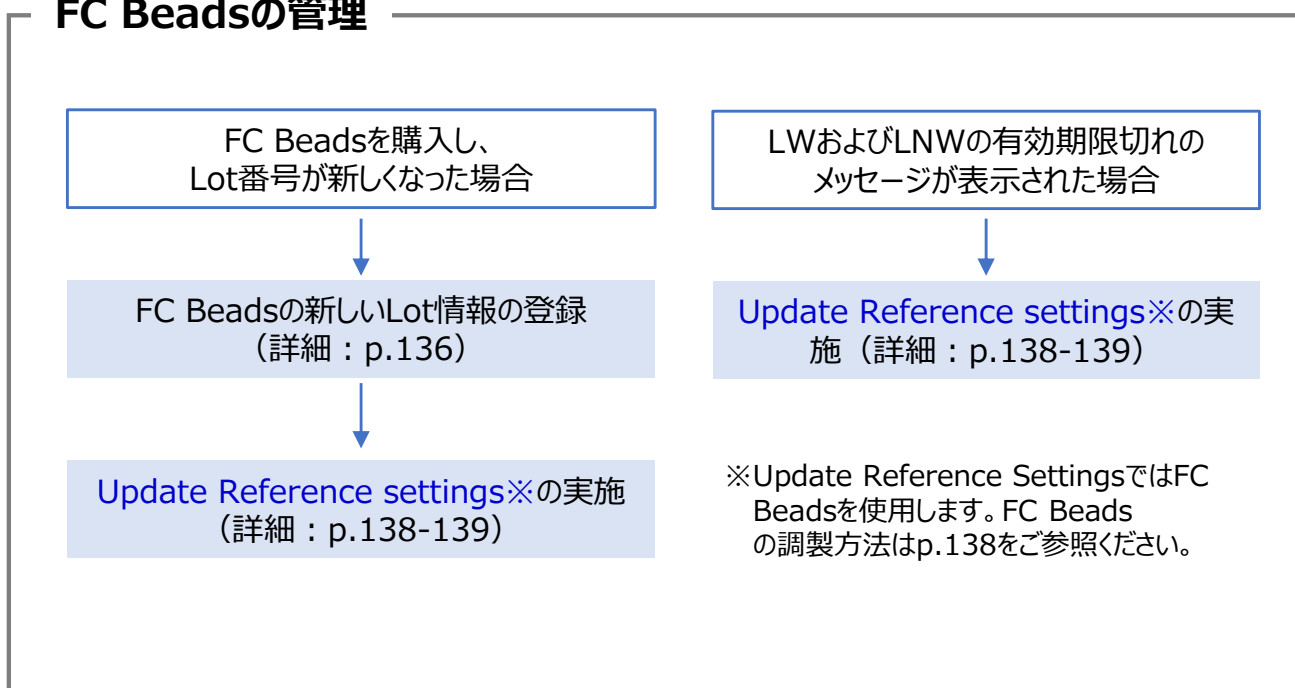 FC Beadsの管理
FC Beadsを購入し、
Lot番号が新しくなった場合
FC Beadsの新しいLot情報の登録
（詳細：p.136）
Update Reference settings※の実施
（詳細：p.138-139）
LWおよびLNWの有効期限切れの
メッセージが表示された場合
Update Reference settings※の実
施（詳細：p.138-139）
※Update Reference SettingsではFC
Beadsを使用します。FC Beads
の調製方法はp.138をご参照ください。